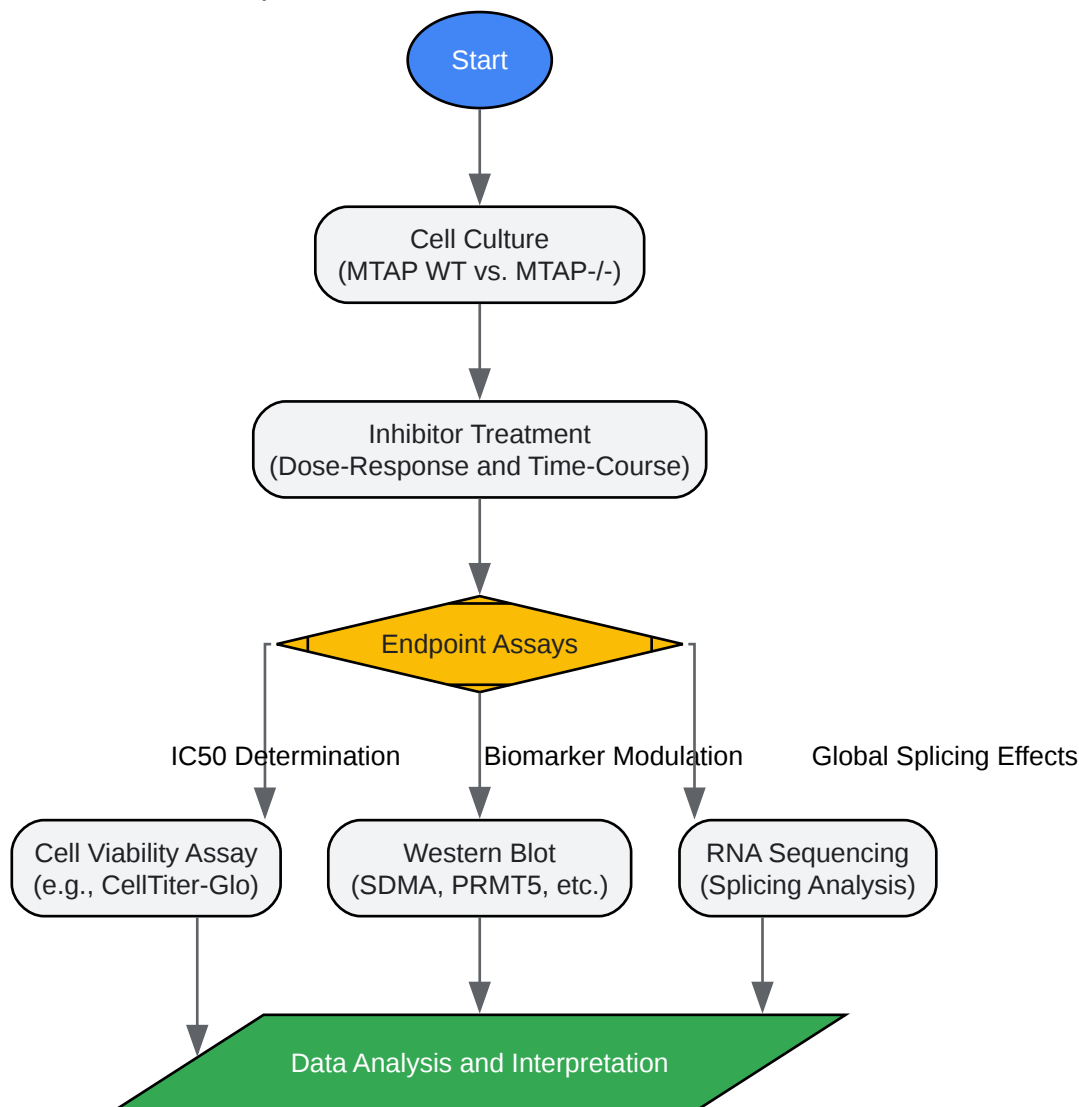 Start
Cell Culture
(MTAP WT vs. MTAP-/-)
Inhibitor Treatment
(Dose-Response and Time-Course)
Endpoint Assays
IC50 Determination
Biomarker Modulation
Global Splicing Effects
Cell Viability Assay
(e.g., CellTiter-Glo)
Western Blot
(SDMA, PRMT5, etc.)
RNA Sequencing
(Splicing Analysis)
Data Analysis and Interpretation